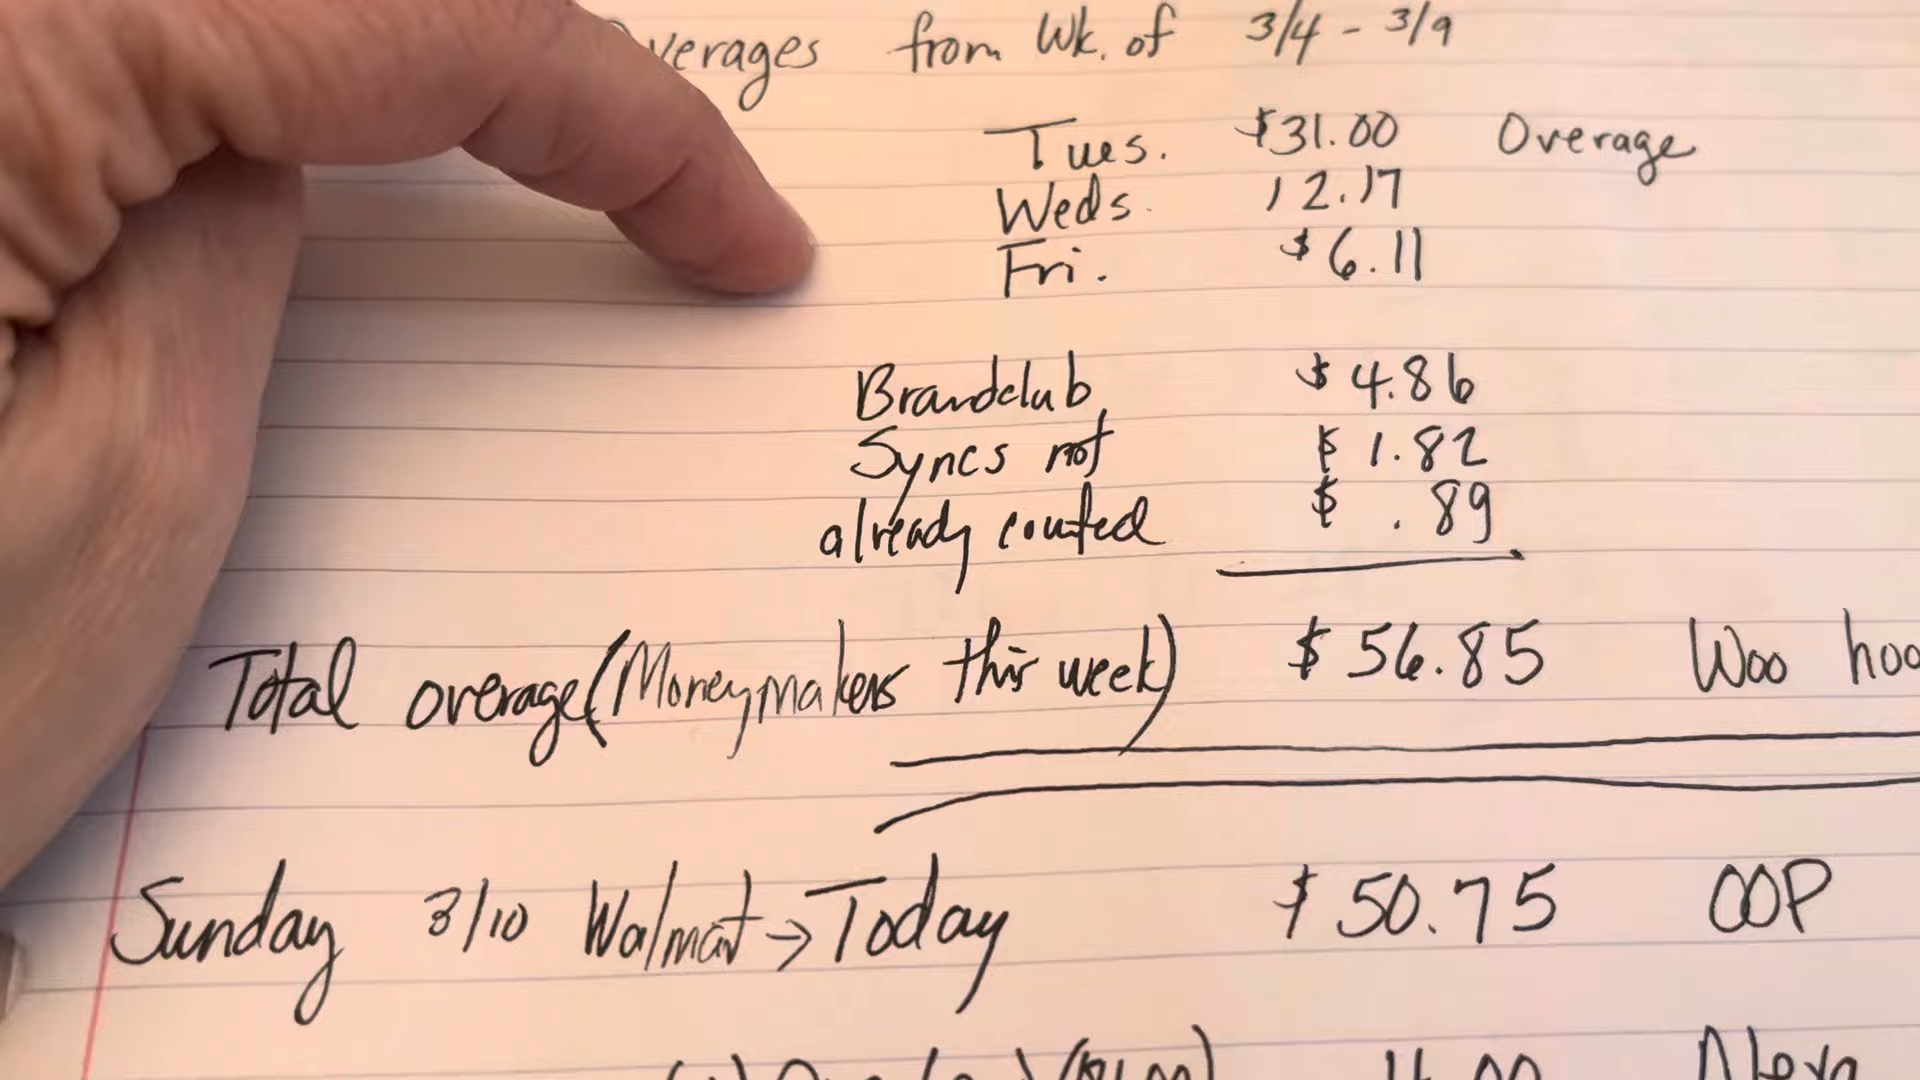 verages from Wk. of 3/4 - 3/9
Tues. $31.00 Overage
Weds. 12.17
Fri. $6.11
Brandclub $4.86
Syncs not $1.82
already counted $ .89
Total overage (Moneymakers this week) $56.85 Woo hoo
Sunday 3/10 Walmart → Today $50.75 OOP